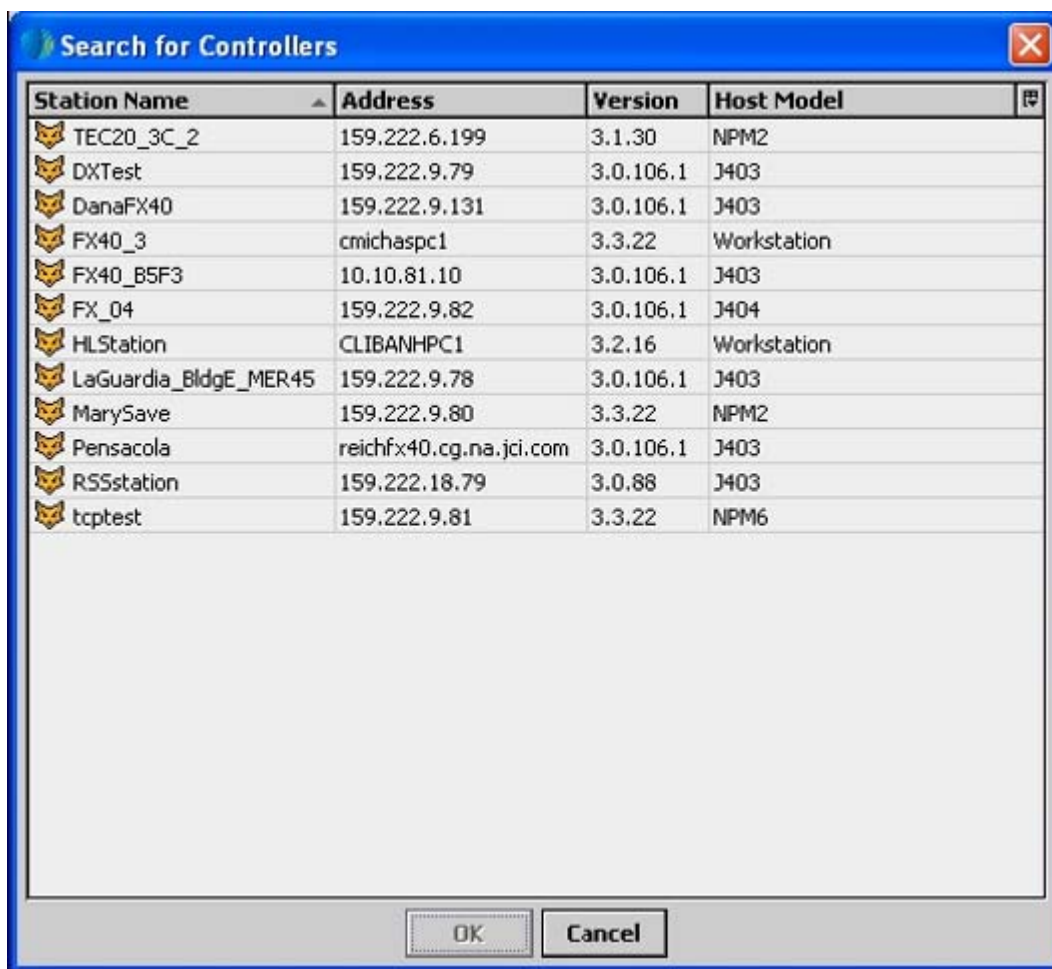 Search for Controllers
Station Name Address Version Host Model
TEC20_3C_2 159.222.6.199 3.1.30 NPM2
DXTest 159.222.9.79 3.0.106.1 J403
DanaFX40 159.222.9.131 3.0.106.1 J403
FX40_3 cmichaspc1 3.3.22 Workstation
FX40_B5F3 10.10.81.10 3.0.106.1 J403
FX_04 159.222.9.82 3.0.106.1 J404
HLStation CLIBANHPC1 3.2.16 Workstation
LaGuardia_BldgE_MER45 159.222.9.78 3.0.106.1 J403
MarySave 159.222.9.80 3.3.22 NPM2
Pensacola reichfx40.cg.na.jci.com 3.0.106.1 J403
RSSstation 159.222.18.79 3.0.88 J403
tcptest 159.222.9.81 3.3.22 NPM6
OK Cancel